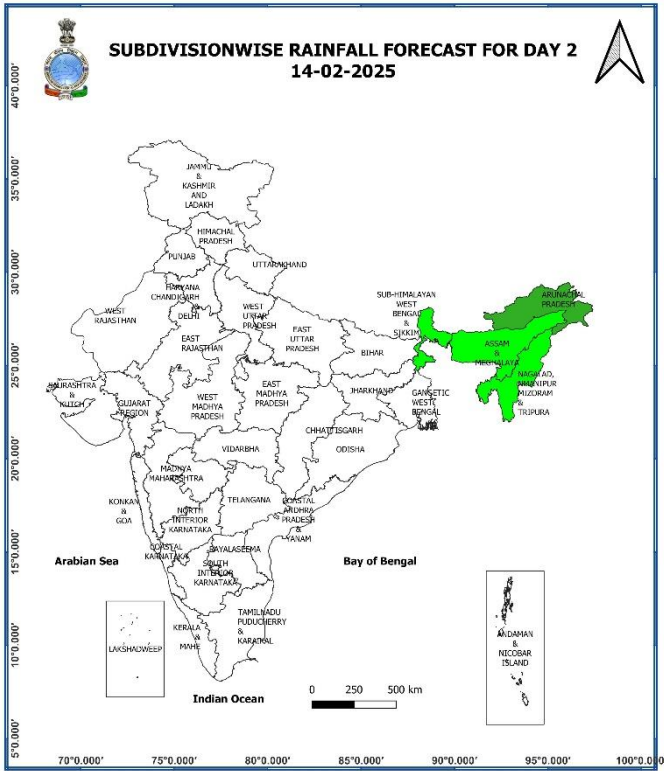 SUBDIVISIONWISE RAINFALL FORECAST FOR DAY 2
14-02-2025
40°0.000'
35°0.000'
30°0.000'
25°0.000'
20°0.000'
15°0.000'
10°0.000'
5°0.000'
JAMMU
&
KASHMIR
AND
LADAKH
HIMACHAL
PRADESH
PUNJAB
UTTARAKHAND
HARYANA
CHANDIGARH
&
DELHI
WEST
RAJASTHAN
WEST
UTTAR
PRADESH
EAST
RAJASTHAN
EAST
UTTAR
PRADESH
SUB-HIMALAYAN
WEST
BENGAL
&
SIKKIM
ARUNACHAL
PRADESH
ASSAM
&
MEGHALAYA
BIHAR
NAGALAD,
MANIPUR
MIZORAM
&
TRIPURA
SAURASHTRA
&
KUTCH
GUJARAT
REGION
WEST
MADHYA
PRADESH
EAST
MADHYA
PRADESH
JHARKHAND
GANGETIC
WEST
BENGAL
CHHATTISGARH
ODISHA
VIDARBHA
MADHYA
MAHARASHTRA
TELANGANA
KONKAN
&
GOA
NORTH
INTERIOR
KARNATAKA
COASTAL
ANDHRA
PRADESH
&
YANAM
COASTAL
KARNATAKA
RAYALASEEMA
SOUTH
INTERIOR
KARNATAKA
Arabian Sea
Bay of Bengal
LAKSHADWEEP
KERALA
&
MAHE
TAMILNADU
PUDUCHERRY
&
KARAIKAL
ANDAMAN
&
NICOBAR
ISLAND
Indian Ocean
0 250 500 km
70°0.000' 75°0.000' 80°0.000' 85°0.000' 90°0.000' 95°0.000' 100°0.000'